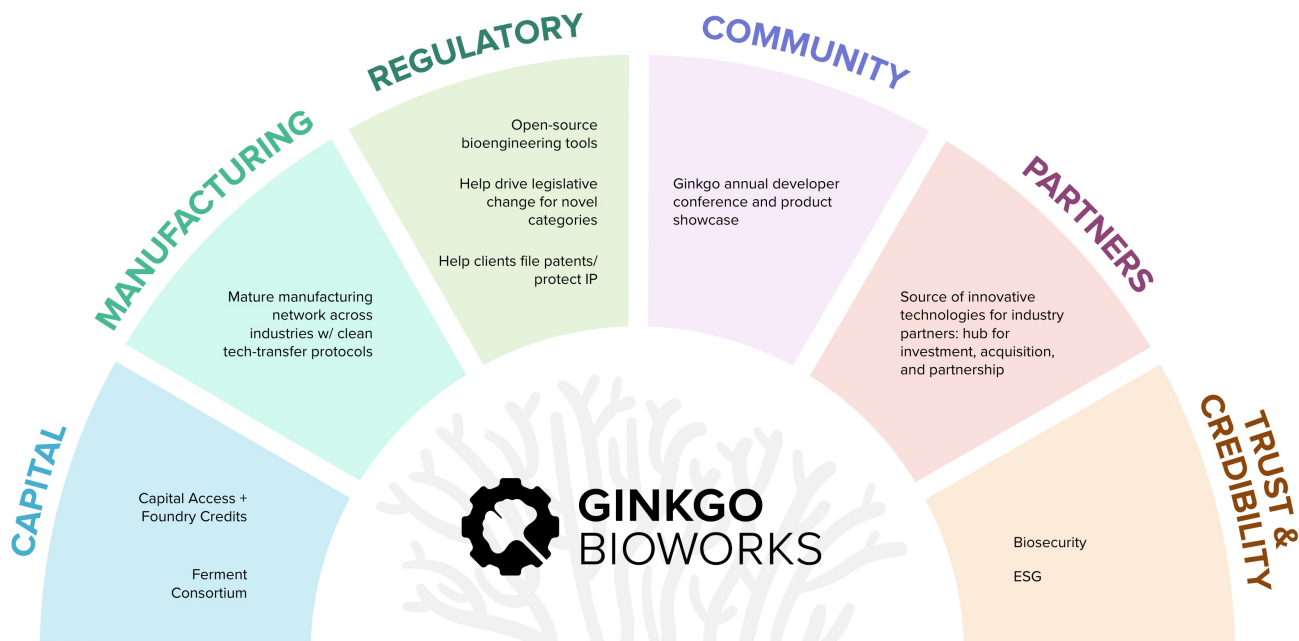 CAPITAL
Capital Access +
Foundry Credits
Ferment
Consortium
MANUFACTURING
Mature manufacturing
network across
industries w/ clean
tech-transfer protocols
REGULATORY
Open-source
bioengineering tools
Help drive legislative
change for novel
categories
Help clients file patents/
protect IP
COMMUNITY
Ginkgo annual developer
conference and product
showcase
PARTNERS
Source of innovative
technologies for industry
partners: hub for
investment, acquisition,
and partnership
TRUST &
CREDIBILITY
Biosecurity
ESG
GINKGO
BIOWORKS